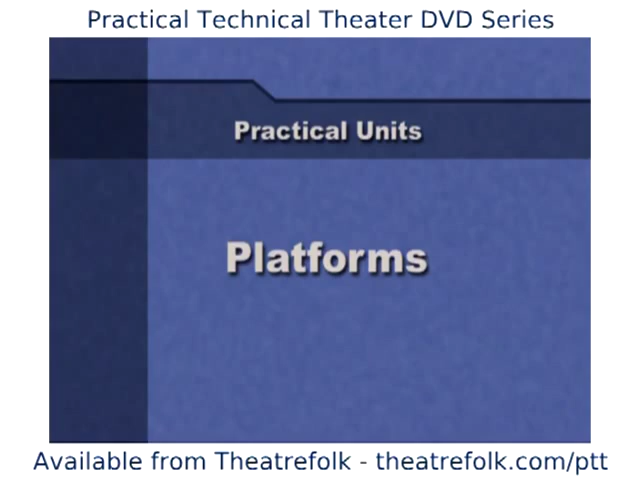 Practical Technical Theater DVD Series
Practical Units
Platforms
Available from Theatrefolk - theatrefolk.com/ptt